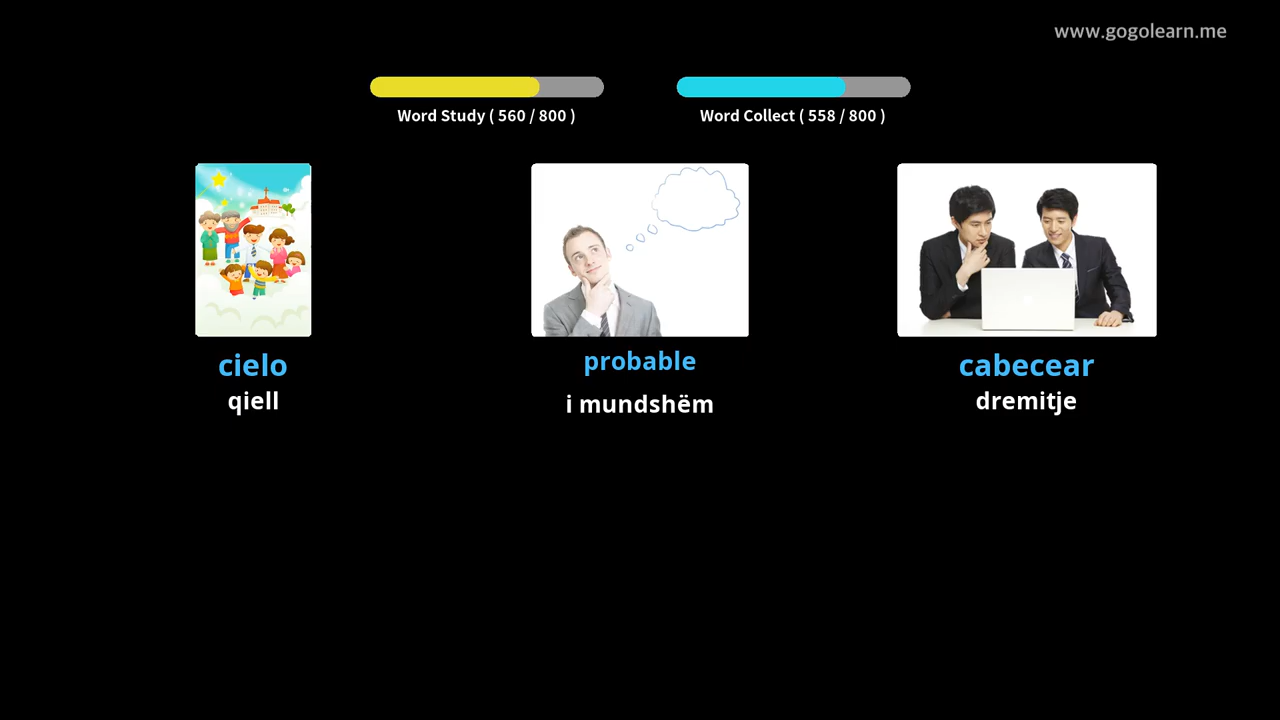 www.gogolearn.me
Word Study ( 560 / 800 )
Word Collect ( 558 / 800 )
cielo
qiell
probable
i mundshëm
cabecear
dremitje